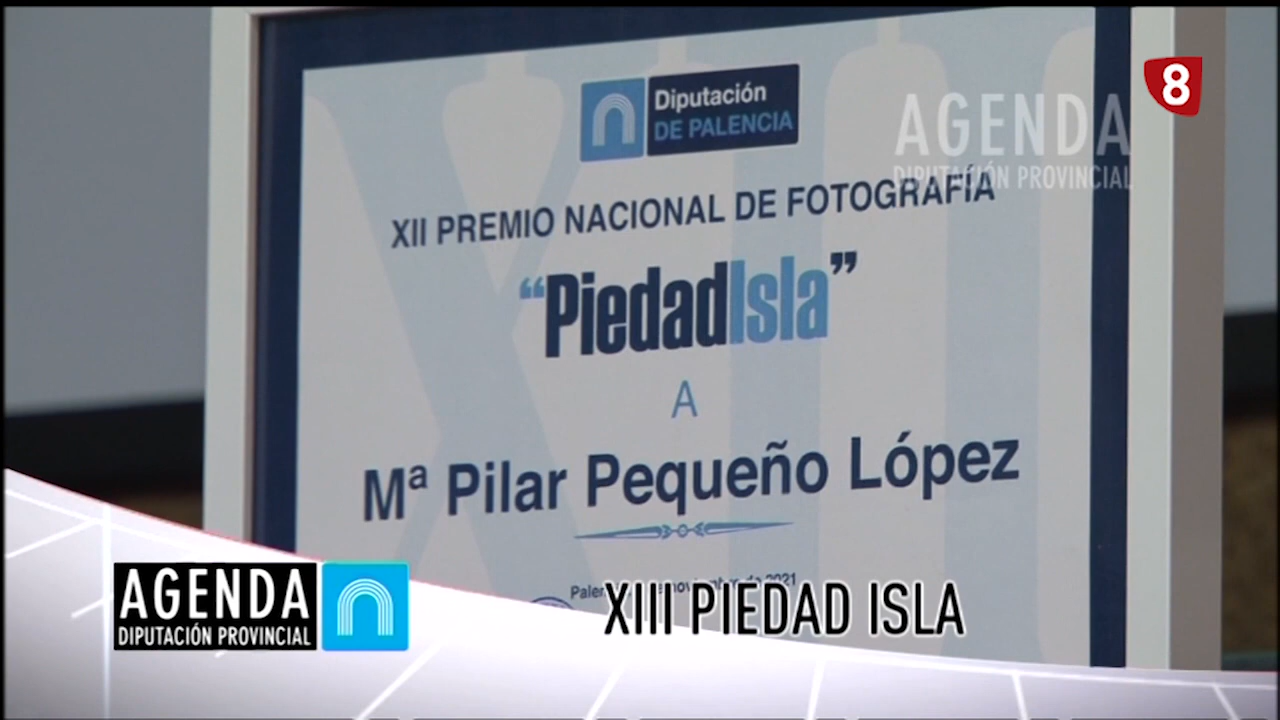 8
AGENDA
DIPUTACIÓN PROVINCIAL
Diputación
DE PALENCIA
XII PREMIO NACIONAL DE FOTOGRAFÍA
“PiedadIsla”
A
Mª Pilar Pequeño López
2021
AGENDA
DIPUTACIÓN PROVINCIAL
XIII PIEDAD ISLA